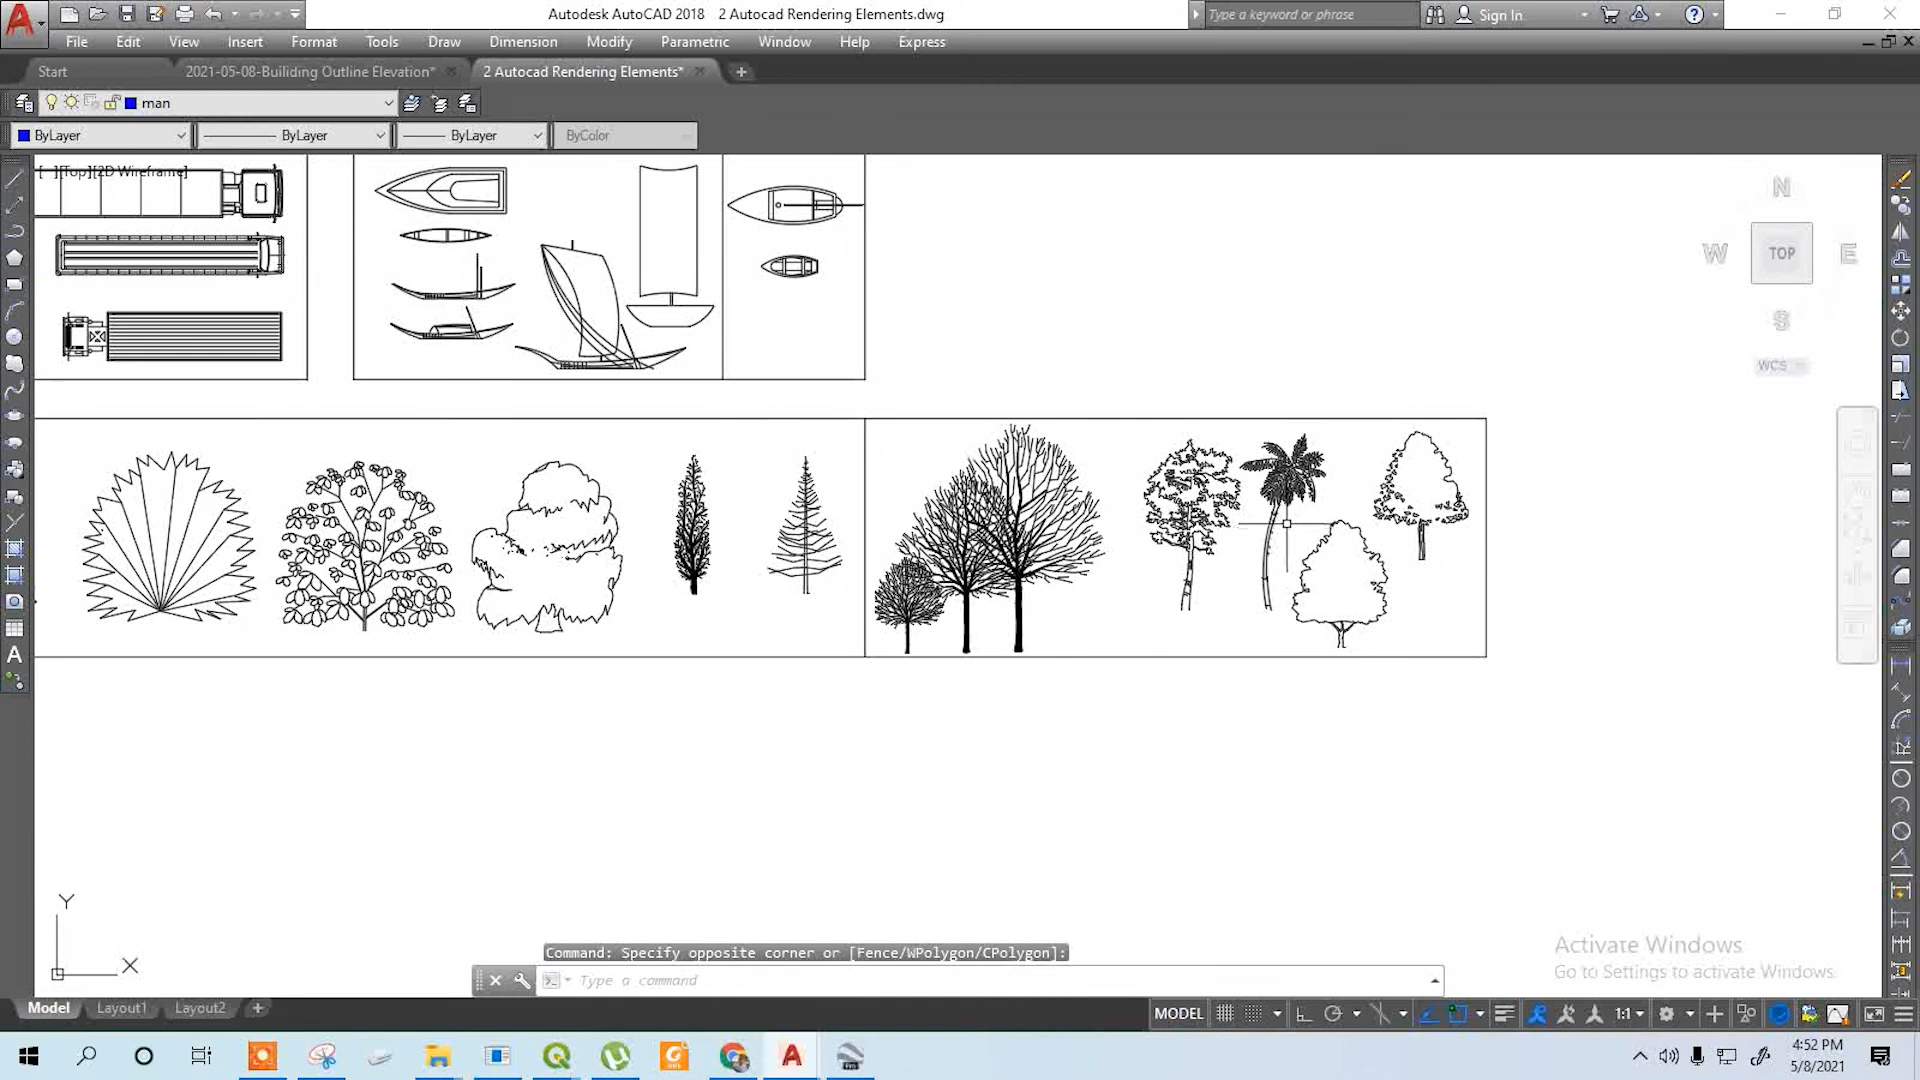 Autodesk AutoCAD 2018 2 Autocad Rendering Elements.dwg
Type a keyword or phrase
Sign In
File Edit View Insert Format Tools Draw Dimension Modify Parametric Window Help Express
Start 2021-05-08-Builiding Outline Elevation* 2 Autocad Rendering Elements*
man
ByLayer ByLayer ByLayer ByColor
[-][Top][2D Wireframe]
N
W TOP E
S
WCS
A
Y
X
Command: Specify opposite corner or [Fence/WPolygon/CPolygon]:
Type a command
Activate Windows
Go to Settings to activate Windows.
Model Layout1 Layout2
MODEL 1:1
4:52 PM
5/8/2021